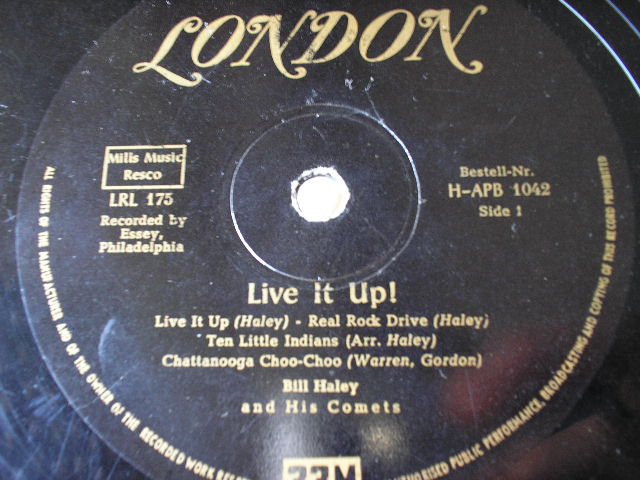 LONDON
Mills Music
Resco
LRL 175
Recorded by
Essey,
Philadelphia
Bestell-Nr.
H-APB 1042
Side 1
Live It Up!
Live It Up (Haley) - Real Rock Drive (Haley)
Ten Little Indians (Arr. Haley)
Chattanooga Choo-Choo (Warren, Gordon)
Bill Haley
and His Comets
33M
ALL RIGHTS OF THE MANUFACTURER AND OF THE OWNER OF THE RECORDED WORK
PUBLIC PERFORMANCE, BROADCASTING AND COPYING OF THIS RECORD PROHIBITED